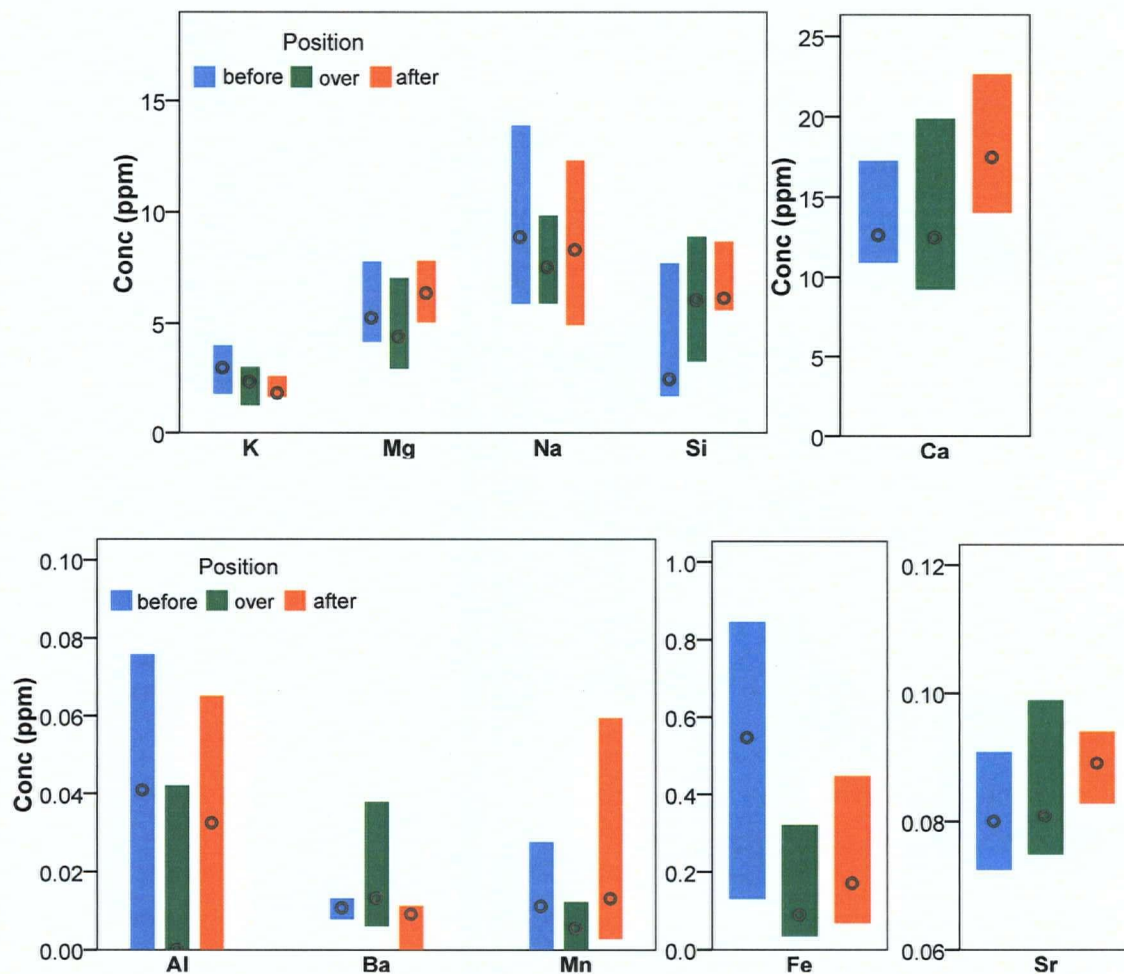 Position
before over after
Conc (ppm)
15
10
5
0
K Mg Na Si
Conc (ppm)
25
20
15
10
5
0
Ca
Position
before over after
Conc (ppm)
0.10
0.08
0.06
0.04
0.02
0.00
Al Ba Mn
1.0
0.8
0.6
0.4
0.2
0.0
Fe
0.12
0.10
0.08
0.06
Sr